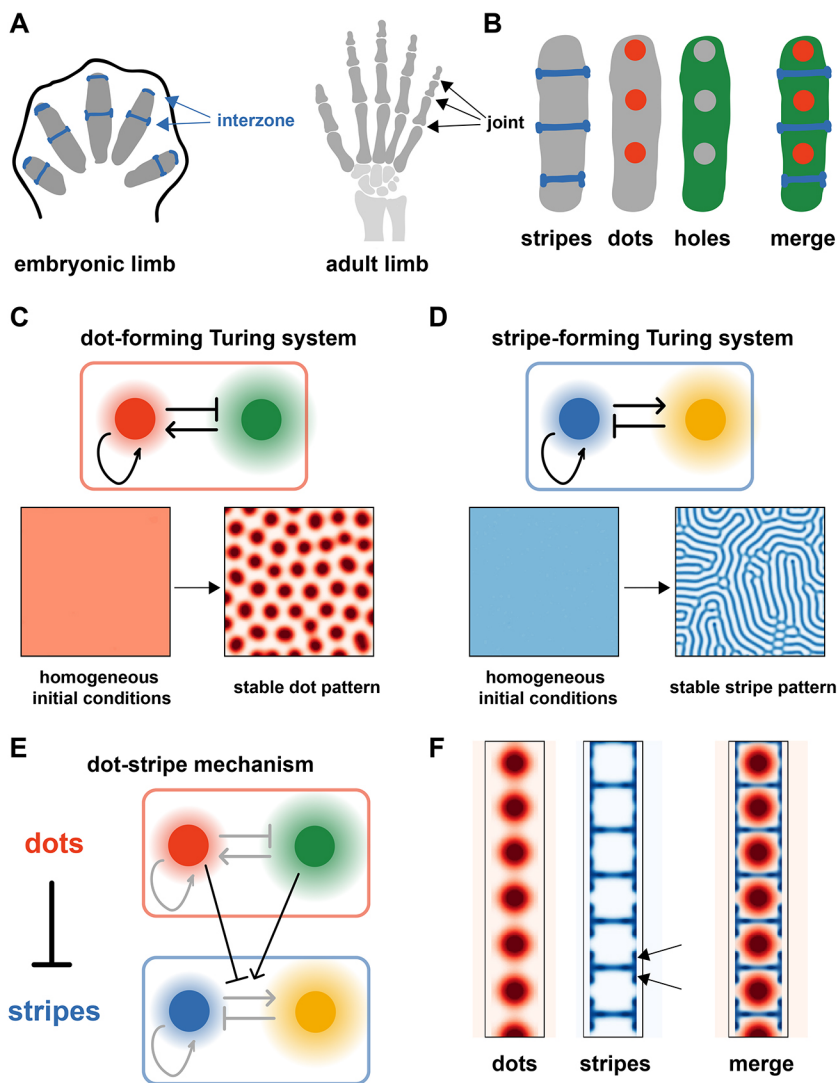 A
interzone
embryonic limb
joint
adult limb
B
stripes
dots
holes
merge
C
dot-forming Turing system
homogeneous
initial conditions
stable dot pattern
D
stripe-forming Turing system
homogeneous
initial conditions
stable stripe pattern
E
dot-stripe mechanism
dots
stripes
F
dots
stripes
merge